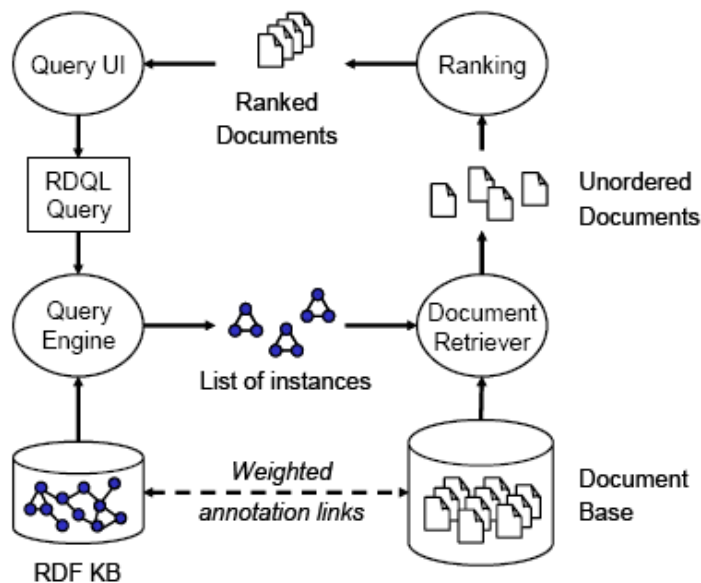 Query UI
Ranked
Documents
Ranking
RDQL
Query
Unordered
Documents
Query
Engine
List of instances
Document
Retriever
Weighted
annotation links
Document
Base
RDF KB